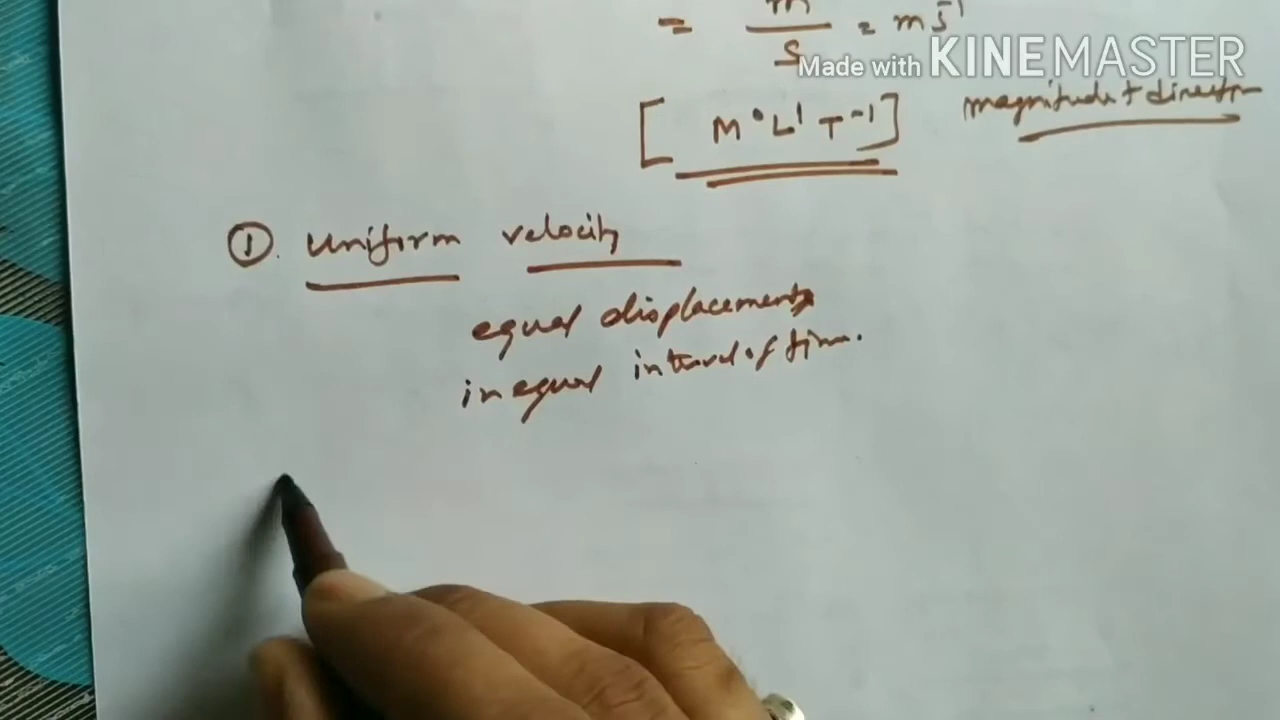 = m/s = ms⁻¹
Made with KINEMASTER
[M⁰L¹T⁻¹] magnitude + direction
① Uniform velocity
equal displacements
in equal interval of time.